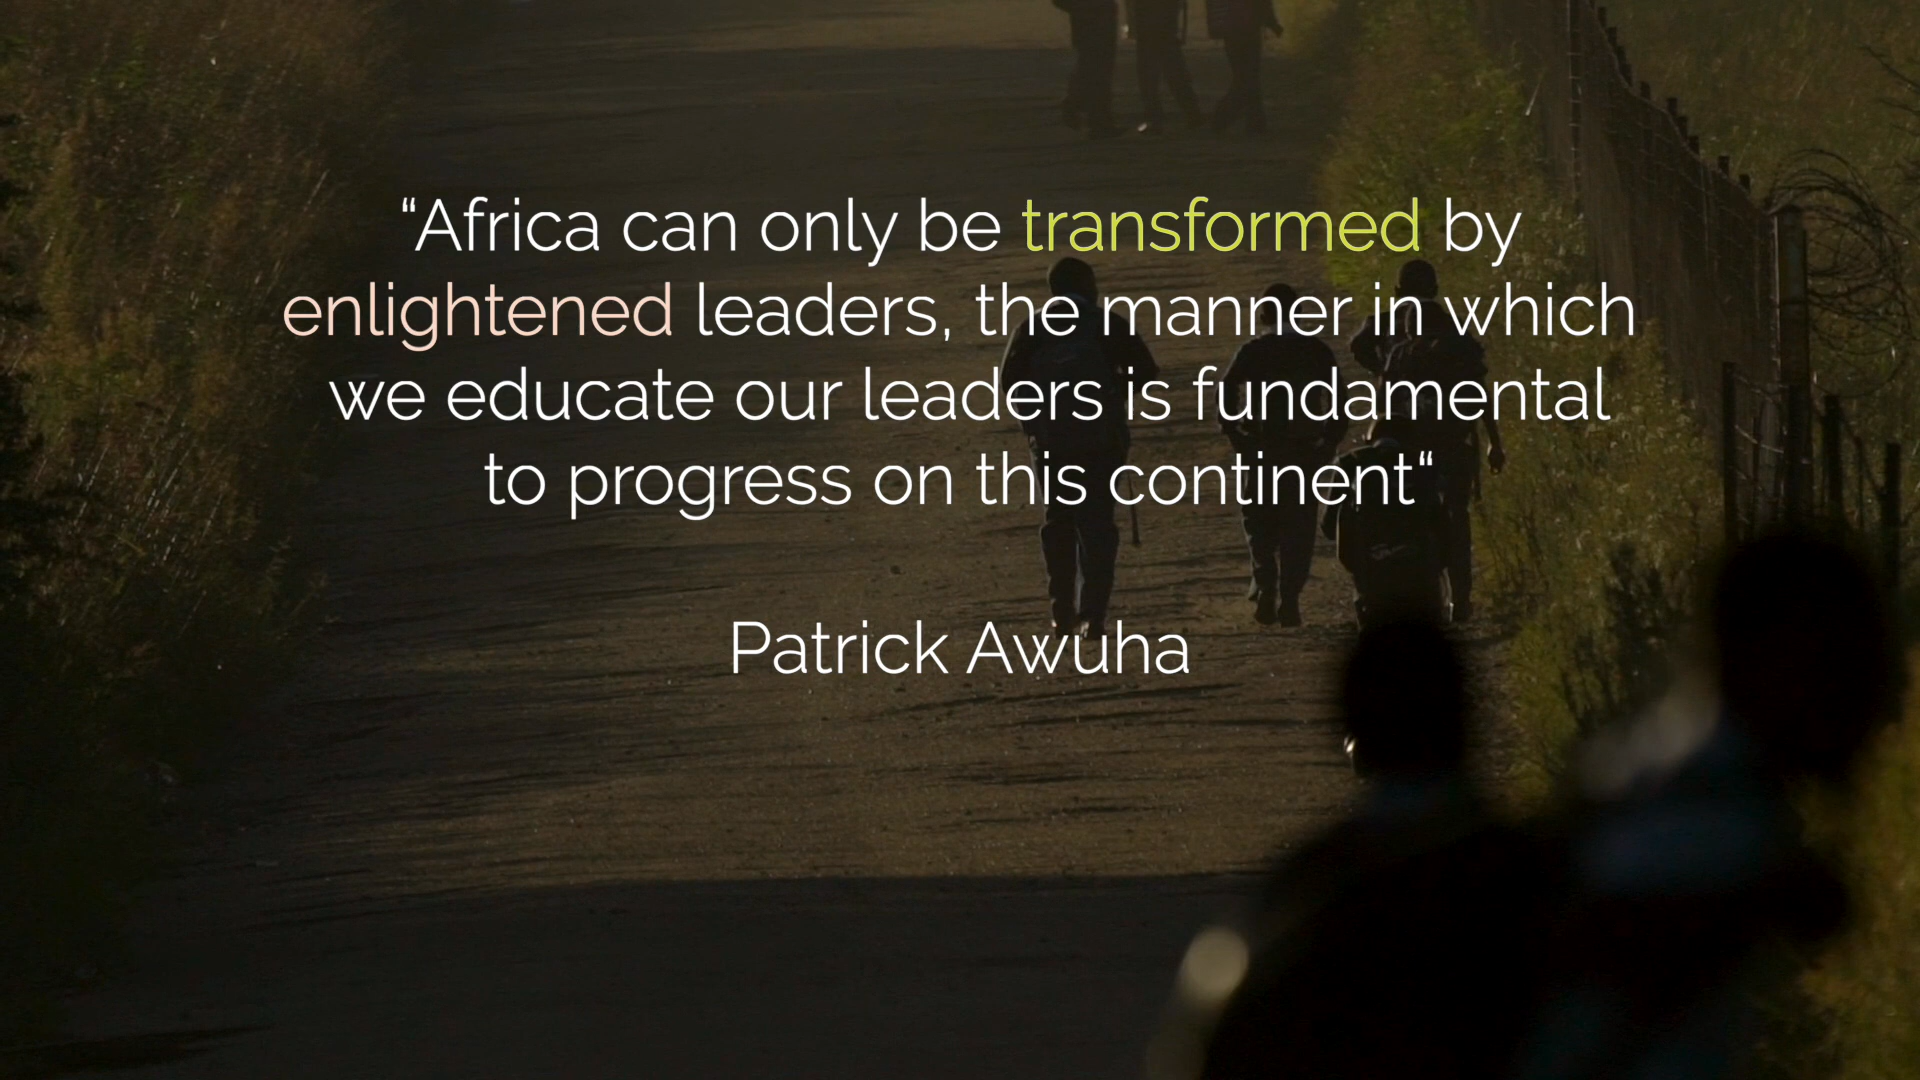 “Africa can only be transformed by
enlightened leaders, the manner in which
we educate our leaders is fundamental
to progress on this continent“
Patrick Awuha